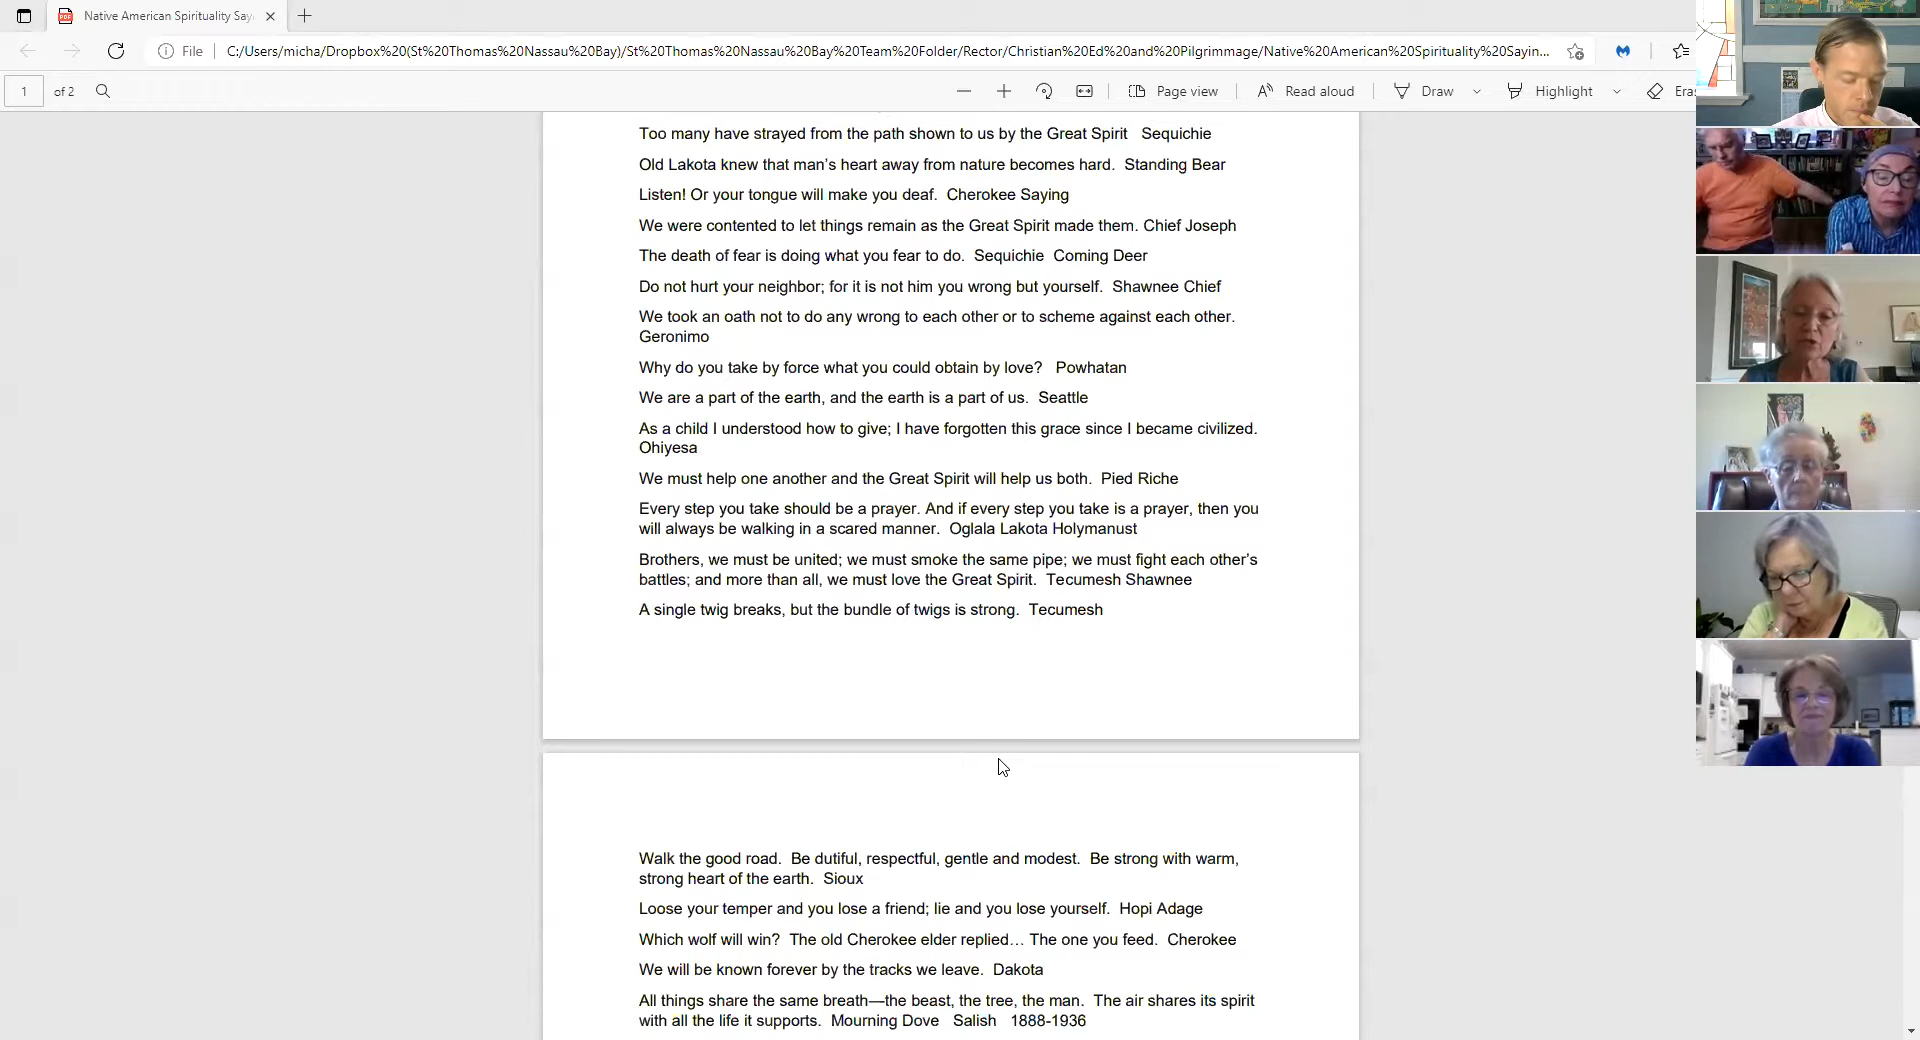 Native American Spirituality Say
File
C:/Users/micha/Dropbox%20(St%20Thomas%20Nassau%20Bay)/St%20Thomas%20Nassau%20Bay%20Team%20Folder/Rector/Christian%20Ed%20and%20Pilgrimmage/Native%20American%20Spirituality%20Sayin...
1 of 2
Page view
Read aloud
Draw
Highlight
Eras
Too many have strayed from the path shown to us by the Great Spirit Sequichie
Old Lakota knew that man's heart away from nature becomes hard. Standing Bear
Listen! Or your tongue will make you deaf. Cherokee Saying
We were contented to let things remain as the Great Spirit made them. Chief Joseph
The death of fear is doing what you fear to do. Sequichie Coming Deer
Do not hurt your neighbor; for it is not him you wrong but yourself. Shawnee Chief
We took an oath not to do any wrong to each other or to scheme against each other.
Geronimo
Why do you take by force what you could obtain by love? Powhatan
We are a part of the earth, and the earth is a part of us. Seattle
As a child I understood how to give; I have forgotten this grace since I became civilized.
Ohiyesa
We must help one another and the Great Spirit will help us both. Pied Riche
Every step you take should be a prayer. And if every step you take is a prayer, then you
will always be walking in a scared manner. Oglala Lakota Holymanust
Brothers, we must be united; we must smoke the same pipe; we must fight each other's
battles; and more than all, we must love the Great Spirit. Tecumesh Shawnee
A single twig breaks, but the bundle of twigs is strong. Tecumesh
Walk the good road. Be dutiful, respectful, gentle and modest. Be strong with warm,
strong heart of the earth. Sioux
Loose your temper and you lose a friend; lie and you lose yourself. Hopi Adage
Which wolf will win? The old Cherokee elder replied… The one you feed. Cherokee
We will be known forever by the tracks we leave. Dakota
All things share the same breath—the beast, the tree, the man. The air shares its spirit
with all the life it supports. Mourning Dove Salish 1888-1936